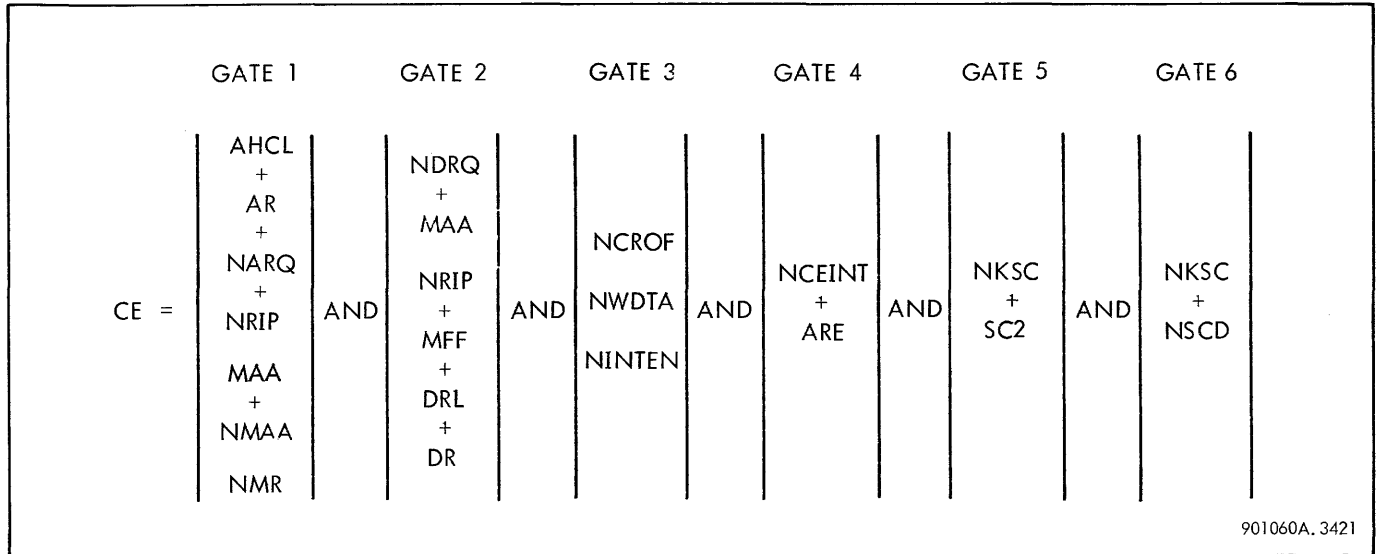 GATE 1 GATE 2 GATE 3 GATE 4 GATE 5 GATE 6
CE =
AHCL
+
AR
+
NARQ
+
NRIP
MAA
+
NMAA
NMR
AND
NDRQ
+
MAA
NRIP
+
MFF
+
DRL
+
DR
AND
NCROF
NWDTA
NINTEN
AND
NCEINT
+
ARE
AND
NKSC
+
SC2
AND
NKSC
+
NSCD
901060A.3421